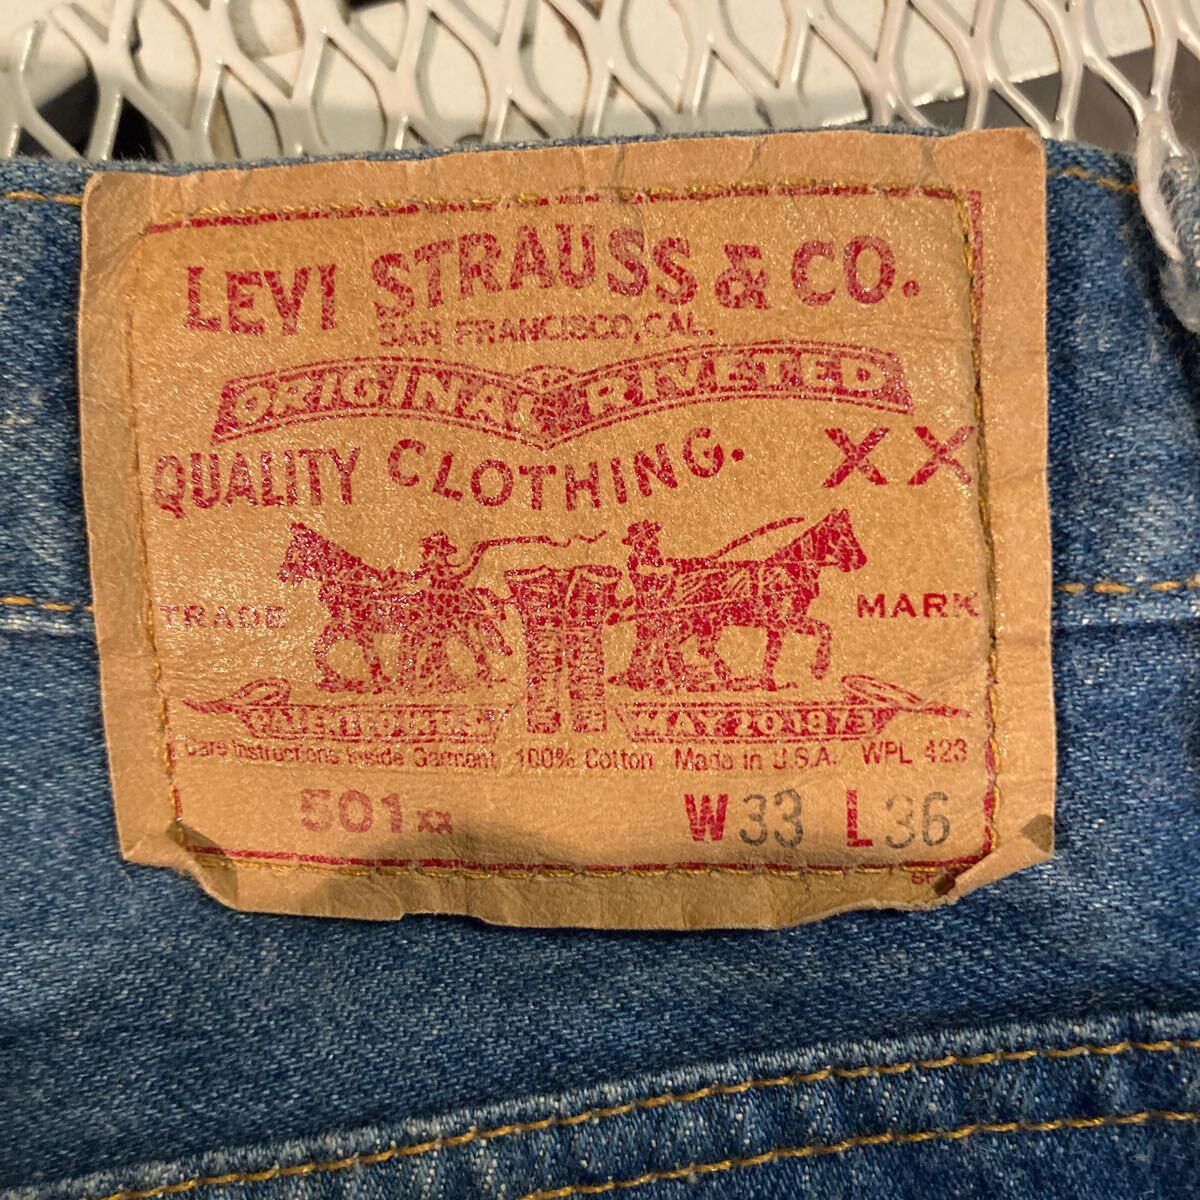 LEVI STRAUSS & CO.
SAN FRANCISCO, CAL.
ORIGINAL RIVETED
QUALITY CLOTHING. XX
TRADE MARK
MAY 20 1973
Care Instructions Inside Garment 100% Cotton Made in U.S.A. WPL 423
501XX W33 L36